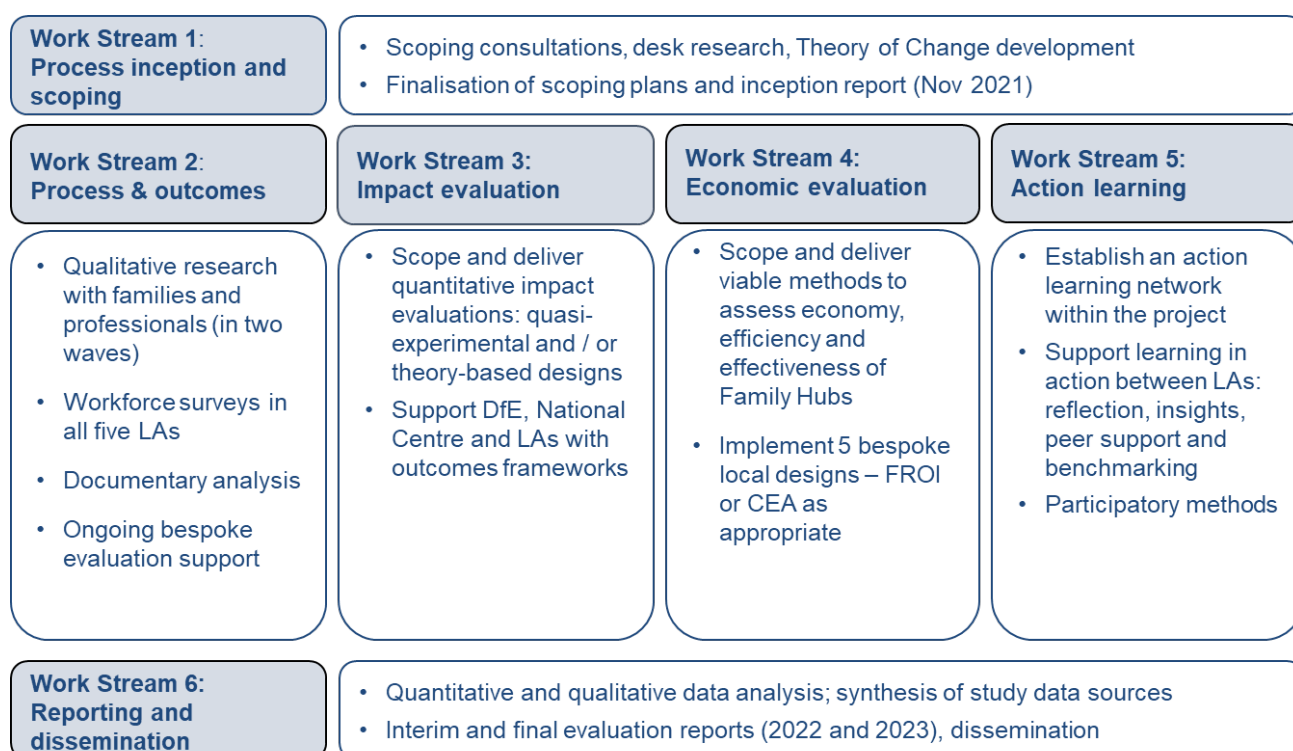 Work Stream 1:
Process inception and
scoping
• Scoping consultations, desk research, Theory of Change development
• Finalisation of scoping plans and inception report (Nov 2021)
Work Stream 2:
Process & outcomes
Work Stream 3:
Impact evaluation
Work Stream 4:
Economic evaluation
Work Stream 5:
Action learning
• Qualitative research
with families and
professionals (in two
waves)
• Workforce surveys in
all five LAs
• Documentary analysis
• Ongoing bespoke
evaluation support
• Scope and deliver
quantitative impact
evaluations: quasi-
experimental and / or
theory-based designs
• Support DfE, National
Centre and LAs with
outcomes frameworks
• Scope and deliver
viable methods to
assess economy,
efficiency and
effectiveness of
Family Hubs
• Implement 5 bespoke
local designs – FROI
or CEA as
appropriate
• Establish an action
learning network
within the project
• Support learning in
action between LAs:
reflection, insights,
peer support and
benchmarking
• Participatory methods
Work Stream 6:
Reporting and
dissemination
• Quantitative and qualitative data analysis; synthesis of study data sources
• Interim and final evaluation reports (2022 and 2023), dissemination